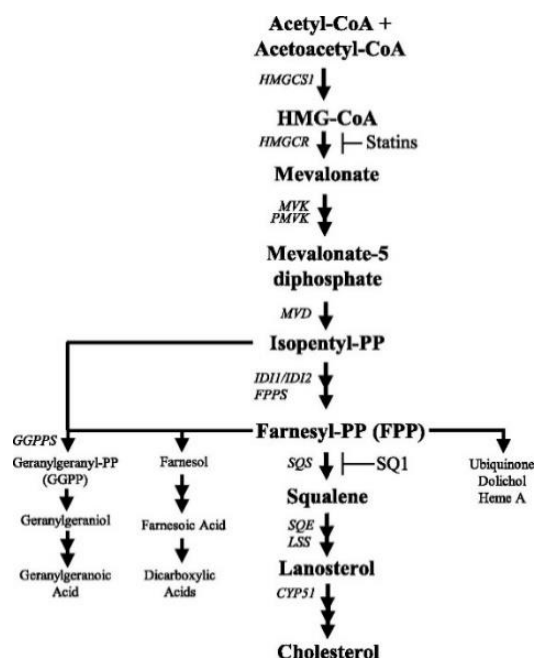 Acetyl-CoA +
Acetoacetyl-CoA
HMGCS1
HMG-CoA
HMGCR
Statins
Mevalonate
MVK
PMVK
Mevalonate-5
diphosphate
MVD
Isopentyl-PP
IDI1/IDI2
FPPS
Farnesyl-PP (FPP)
GGPPS
Geranylgeranyl-PP
(GGPP)
Farnesol
SQS
SQ1
Ubiquinone
Dolichol
Heme A
Squalene
Geranylgeraniol
Farnesoic Acid
SQE
LSS
Lanosterol
Geranylgeranoic
Acid
Dicarboxylic
Acids
CYP51
Cholesterol